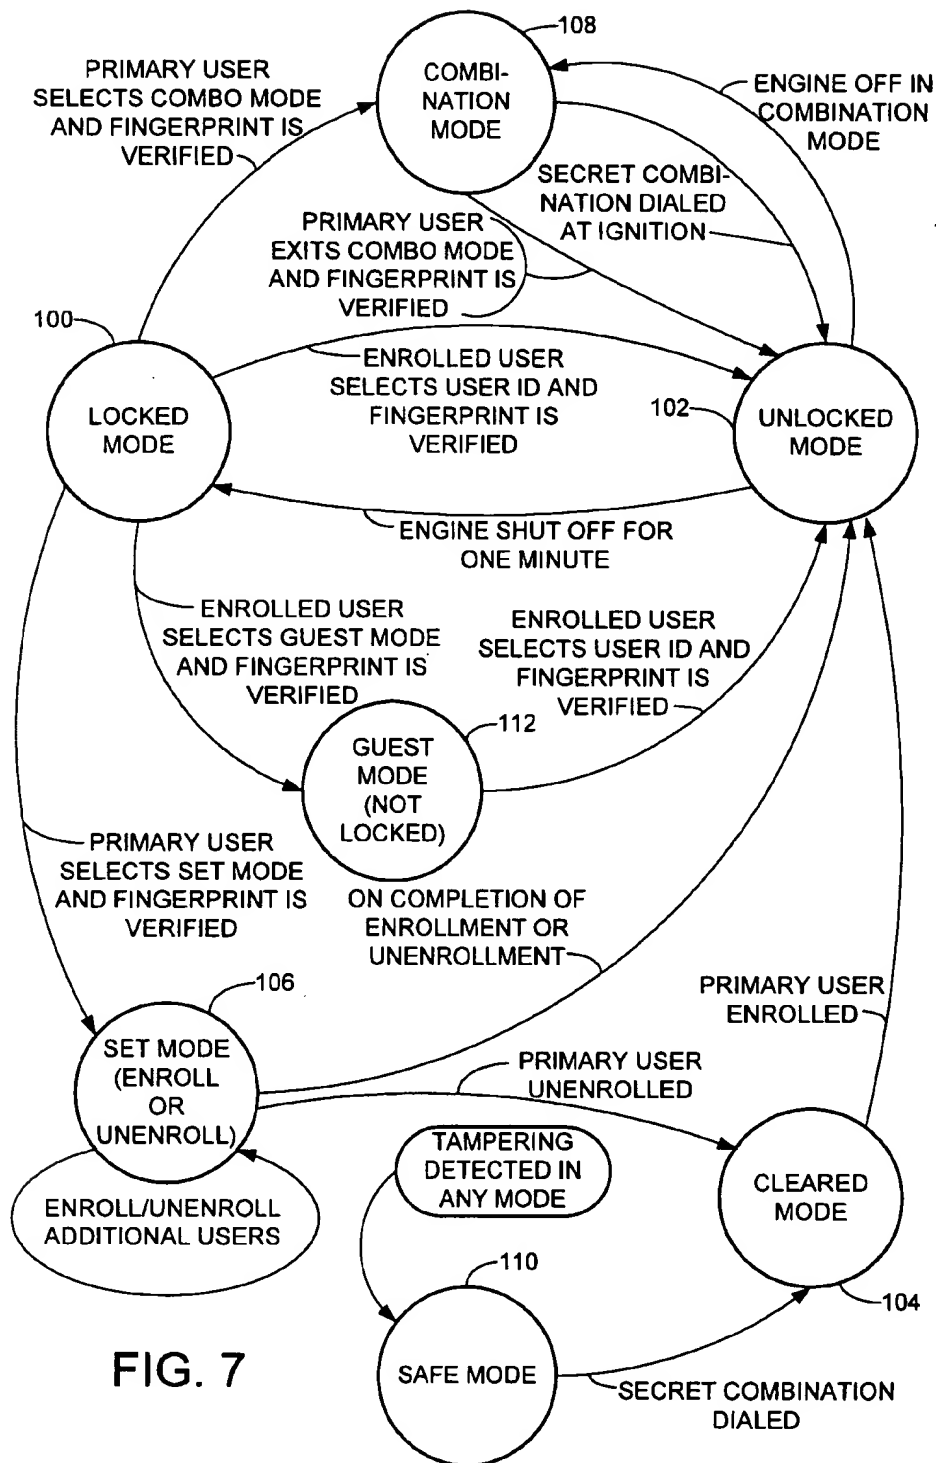 108
PRIMARY USER
SELECTS COMBO MODE
AND FINGERPRINT IS
VERIFIED
COMBI-
NATION
MODE
ENGINE OFF IN
COMBINATION
MODE
SECRET COMBI-
NATION DIALED
AT IGNITION
PRIMARY USER
EXITS COMBO MODE
AND FINGERPRINT IS
VERIFIED
100
LOCKED
MODE
ENROLLED USER
SELECTS USER ID AND
FINGERPRINT IS
VERIFIED
102
UNLOCKED
MODE
ENGINE SHUT OFF FOR
ONE MINUTE
ENROLLED USER
SELECTS GUEST MODE
AND FINGERPRINT IS
VERIFIED
ENROLLED USER
SELECTS USER ID AND
FINGERPRINT IS
VERIFIED
112
GUEST
MODE
(NOT
LOCKED)
PRIMARY USER
SELECTS SET MODE
AND FINGERPRINT IS
VERIFIED
ON COMPLETION OF
ENROLLMENT OR
UNENROLLMENT
PRIMARY USER
ENROLLED
106
SET MODE
(ENROLL
OR
UNENROLL)
PRIMARY USER
UNENROLLED
ENROLL/UNENROLL
ADDITIONAL USERS
TAMPERING
DETECTED IN
ANY MODE
CLEARED
MODE
104
110
SAFE MODE
SECRET COMBINATION
DIALED
FIG. 7